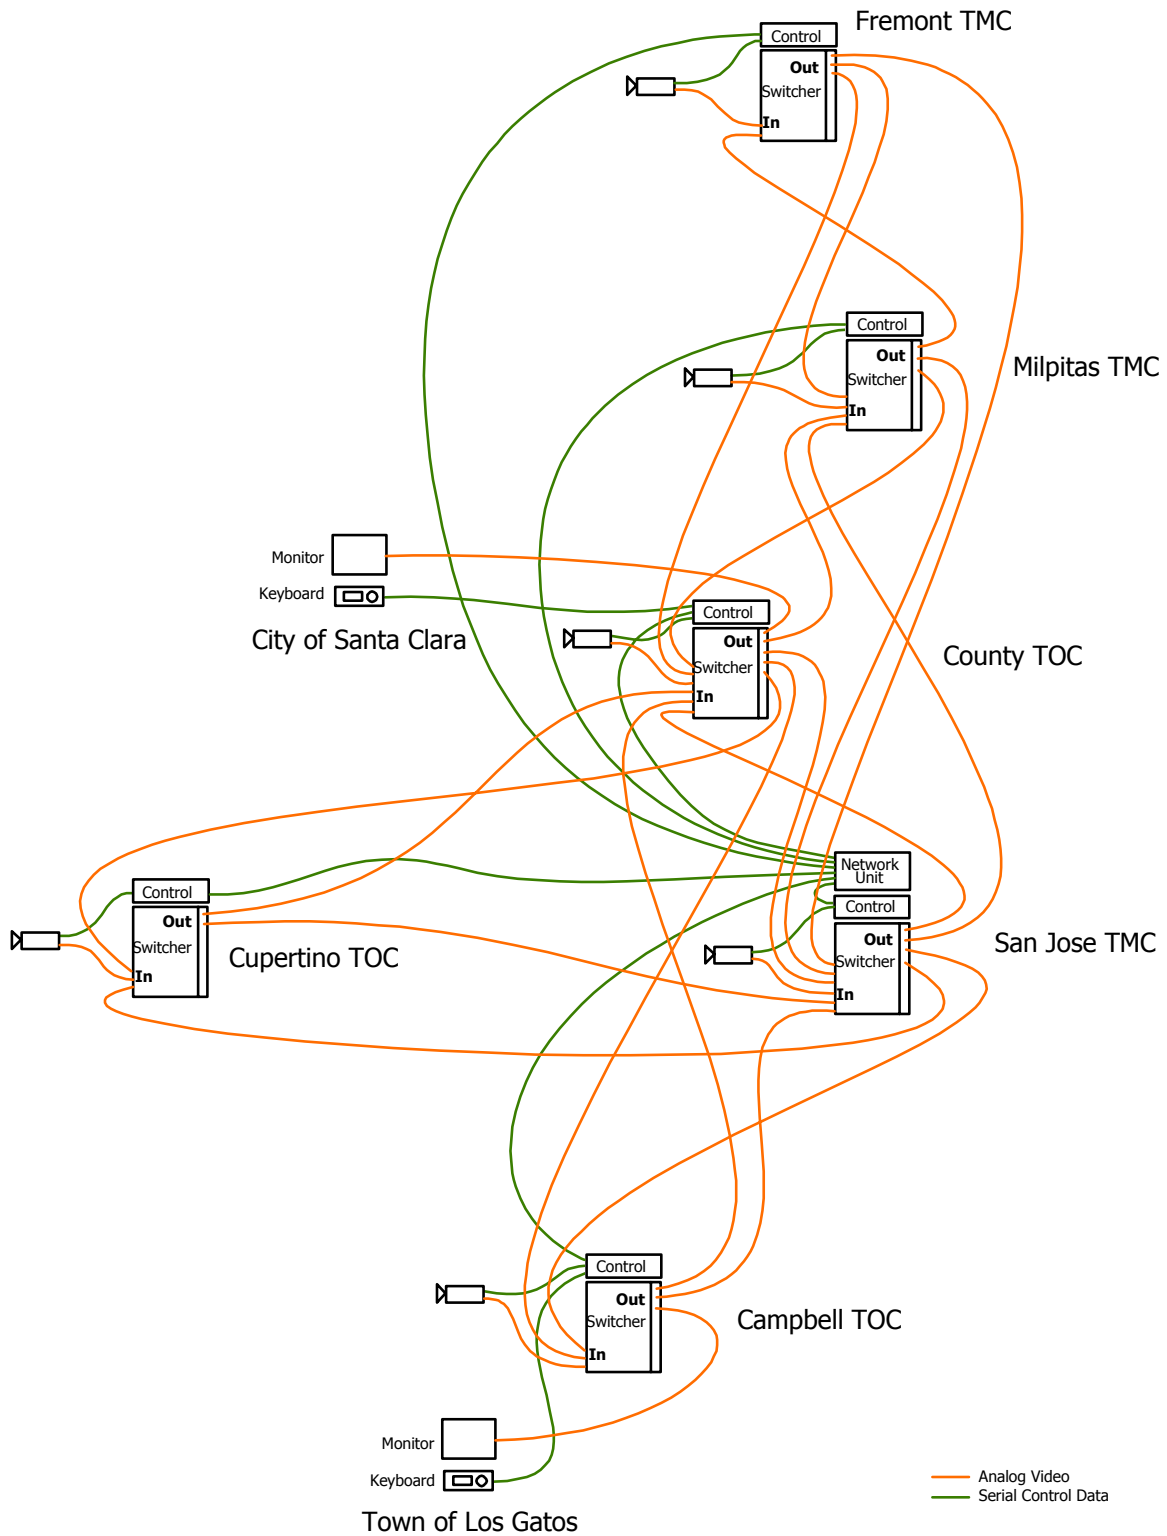 Fremont TMC
Control
Out
Switcher
In
Control
Out
Switcher
In
Milpitas TMC
Monitor
Keyboard
City of Santa Clara
Control
Out
Switcher
In
County TOC
Network
Unit
Control
Out
Switcher
In
San Jose TMC
Control
Out
Switcher
In
Cupertino TOC
Control
Out
Switcher
In
Campbell TOC
Monitor
Keyboard
Town of Los Gatos
Analog Video
Serial Control Data